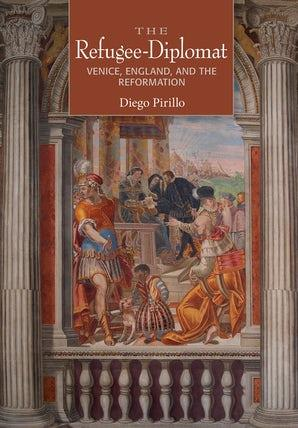 THE
Refugee-Diplomat
VENICE, ENGLAND, AND THE
REFORMATION
Diego Pirillo